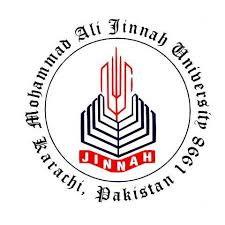 Mohammad Ali Jinnah University
JINNAH
Karachi, Pakistan 1998